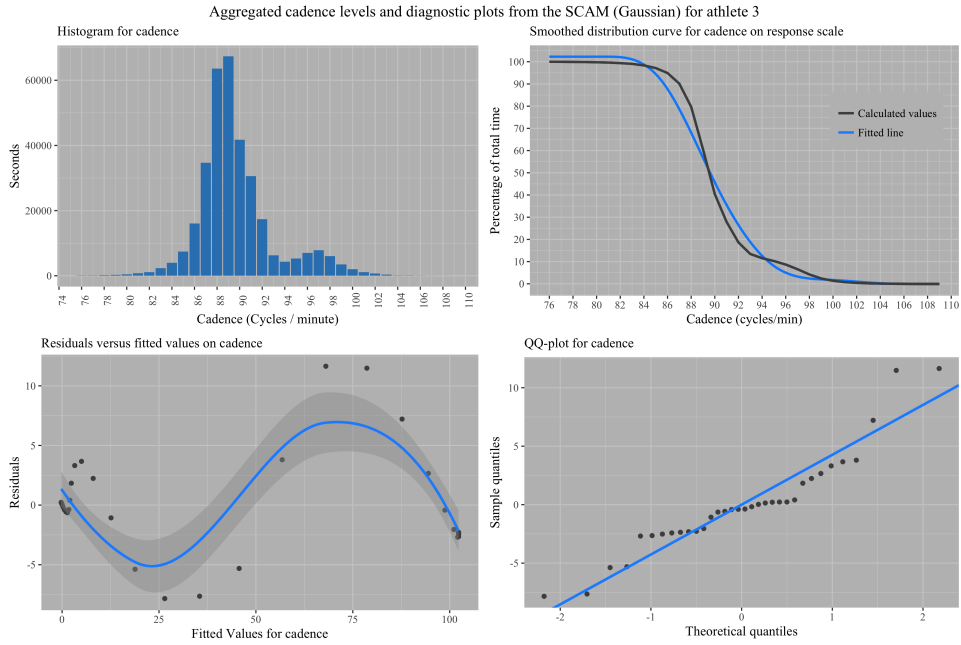 Aggregated cadence levels and diagnostic plots from the SCAM (Gaussian) for athlete 3
Histogram for cadence
Seconds
60000
40000
20000
0
74 76 78 80 82 84 86 88 90 92 94 96 98 100 102 104 106 108 110
Cadence (Cycles / minute)
Smoothed distribution curve for cadence on response scale
Percentage of total time
100
90
80
70
60
50
40
30
20
10
0
Calculated values
Fitted line
76 78 80 82 84 86 88 90 92 94 96 98 100 102 104 106 108 110
Cadence (cycles/min)
Residuals versus fitted values on cadence
Residuals
10
5
0
-5
0 25 50 75 100
Fitted Values for cadence
QQ-plot for cadence
Sample quantiles
10
5
0
-5
-2 -1 0 1 2
Theoretical quantiles